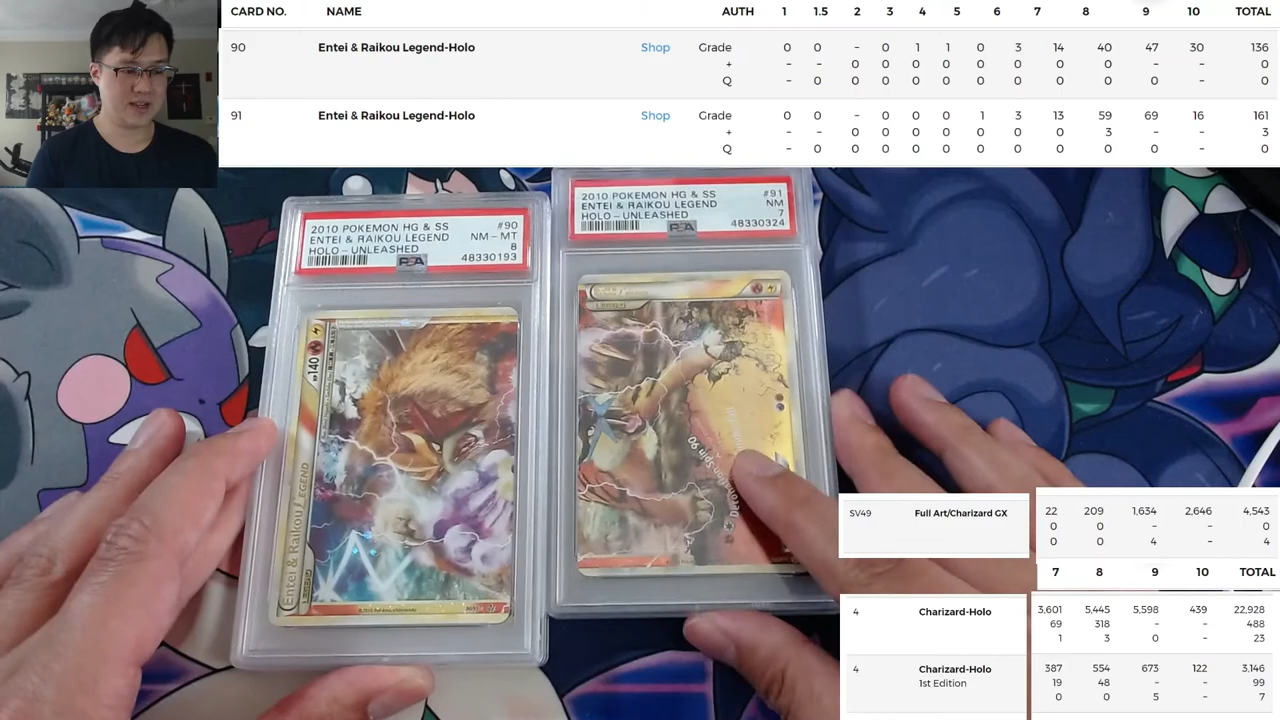 CARD NO. NAME AUTH 1 1.5 2 3 4 5 6 7 8 9 10 TOTAL
90 Entei & Raikou Legend-Holo Shop Grade 0 0 - 0 1 1 0 3 14 40 47 30 136
+ - - 0 0 0 0 0 0 0 0 - - 0
Q - 0 0 0 0 0 0 0 0 0 0 - 0
91 Entei & Raikou Legend-Holo Shop Grade 0 0 - 0 0 0 1 3 13 59 69 16 161
+ - - 0 0 0 0 0 0 0 3 - - 3
Q - 0 0 0 0 0 0 0 0 0 0 - 0
2010 POKEMON HG & SS #90
ENTEI & RAIKOU LEGEND NM-MT
HOLO-UNLEASHED 8
PSA 48330193
2010 POKEMON HG & SS #91
ENTEI & RAIKOU LEGEND NM
HOLO-UNLEASHED 7
PSA 48330324
HP 140
Entei & Raikou LEGEND
LEGEND
Detonation Spin 90
SV49 Full Art/Charizard GX 22 209 1,634 2,646 4,543
0 0 - - 0
0 0 4 - 4
7 8 9 10 TOTAL
4 Charizard-Holo 3,601 5,445 5,598 439 22,928
69 318 - - 488
1 3 0 - 23
4 Charizard-Holo 387 554 673 122 3,146
1st Edition 19 48 - - 99
0 0 5 - 7